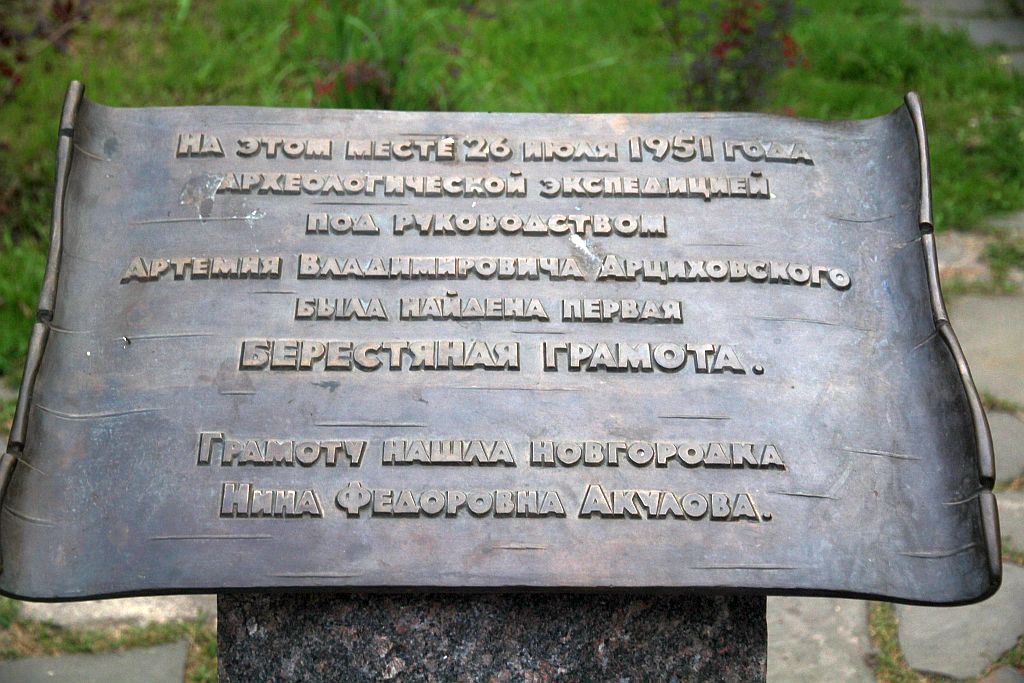 На этом месте 26 июля 1951 года
археологической экспедицией
под руководством
Артемия Владимировича Арциховского
была найдена первая
берестяная грамота.
Грамоту нашла новгородка
Нина Федоровна Акулова.